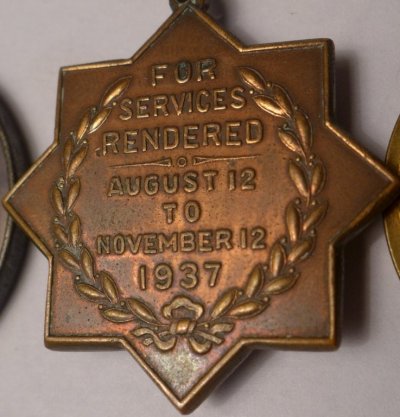 FOR
SERVICES
RENDERED
AUGUST 12
TO
NOVEMBER 12
1937